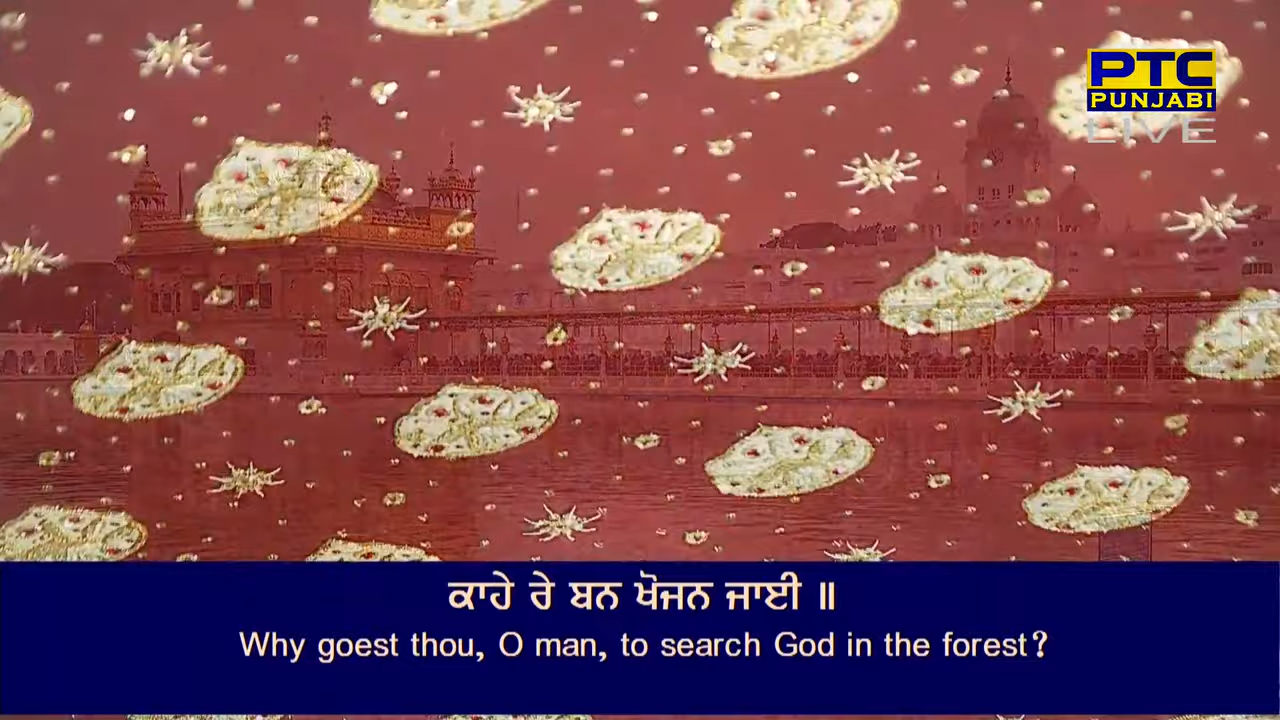 PTC
PUNJABI
LIVE
ਕਾਹੇ ਰੇ ਬਨ ਖੋਜਨ ਜਾਈ ॥
Why goest thou, O man, to search God in the forest?